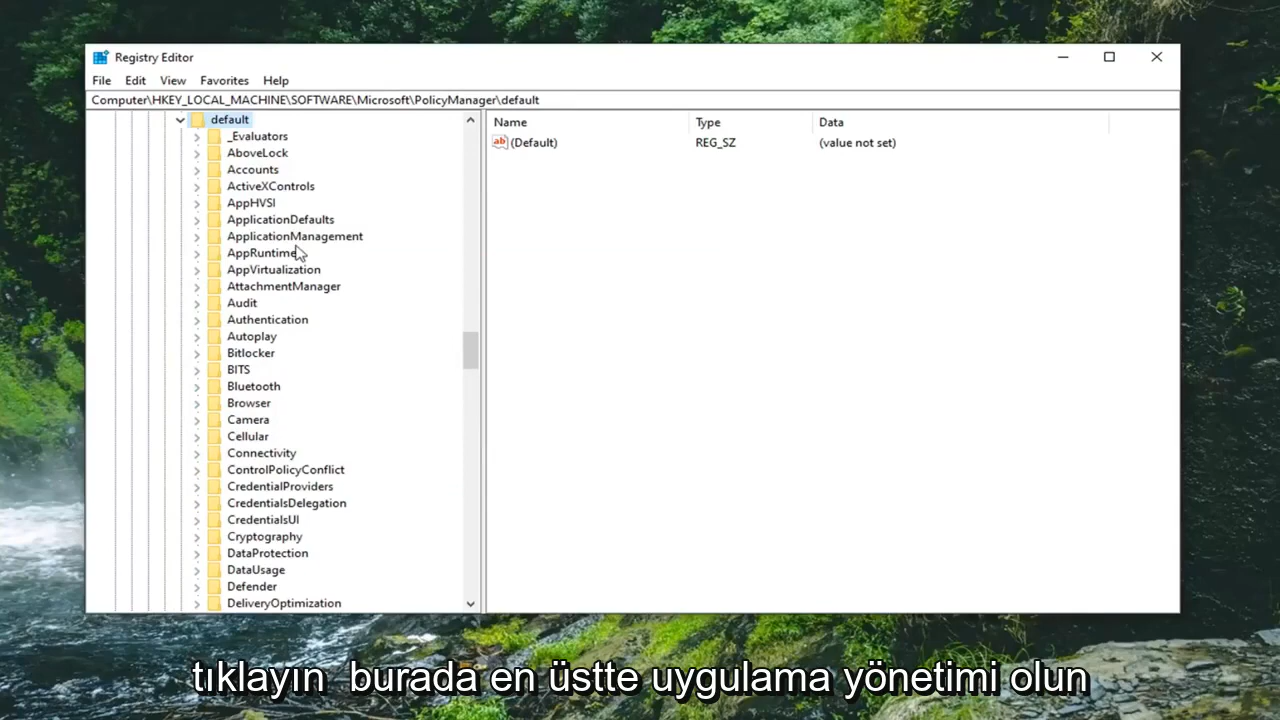 Registry Editor
File Edit View Favorites Help
Computer\HKEY_LOCAL_MACHINE\SOFTWARE\Microsoft\PolicyManager\default
default
_Evaluators
AboveLock
Accounts
ActiveXControls
AppHVSI
ApplicationDefaults
ApplicationManagement
AppRuntime
AppVirtualization
AttachmentManager
Audit
Authentication
Autoplay
Bitlocker
BITS
Bluetooth
Browser
Camera
Cellular
Connectivity
ControlPolicyConflict
CredentialProviders
CredentialsDelegation
CredentialsUI
Cryptography
DataProtection
DataUsage
Defender
DeliveryOptimization
Name Type Data
ab (Default) REG_SZ (value not set)
tıklayın burada en üstte uygulama yönetimi olun